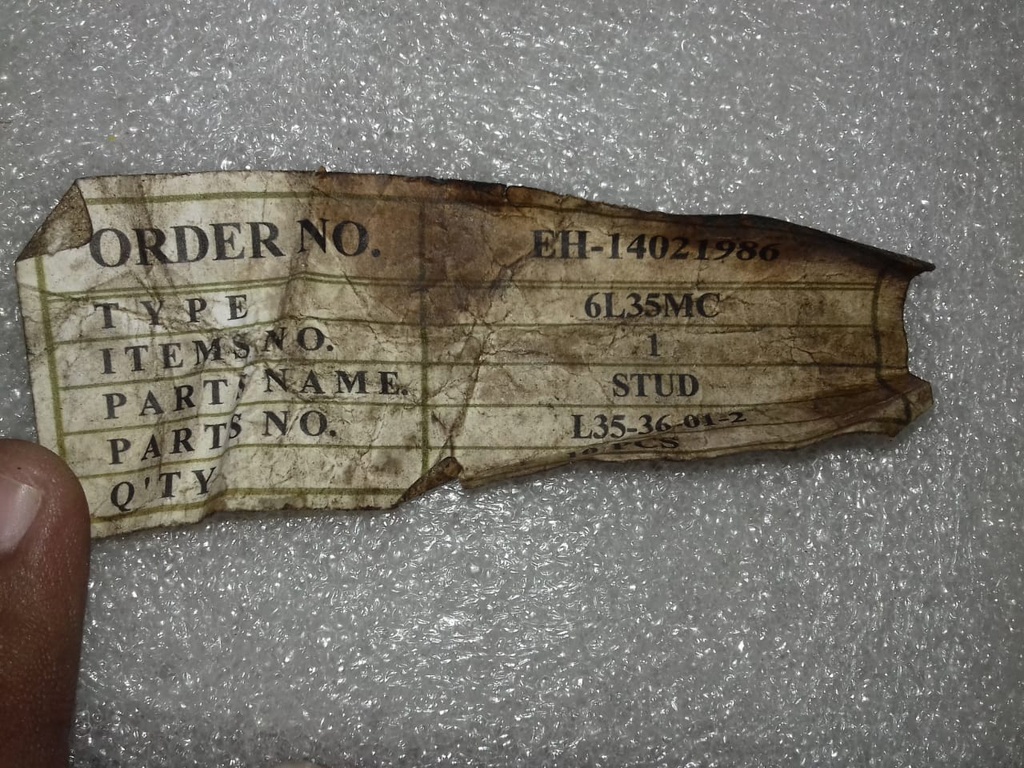 ORDER NO. EH-14021986
TYPE 6L35MC
ITEMS NO. 1
PARTS NAME. STUD
PARTS NO. L35-36-01-2
Q'TY PCS